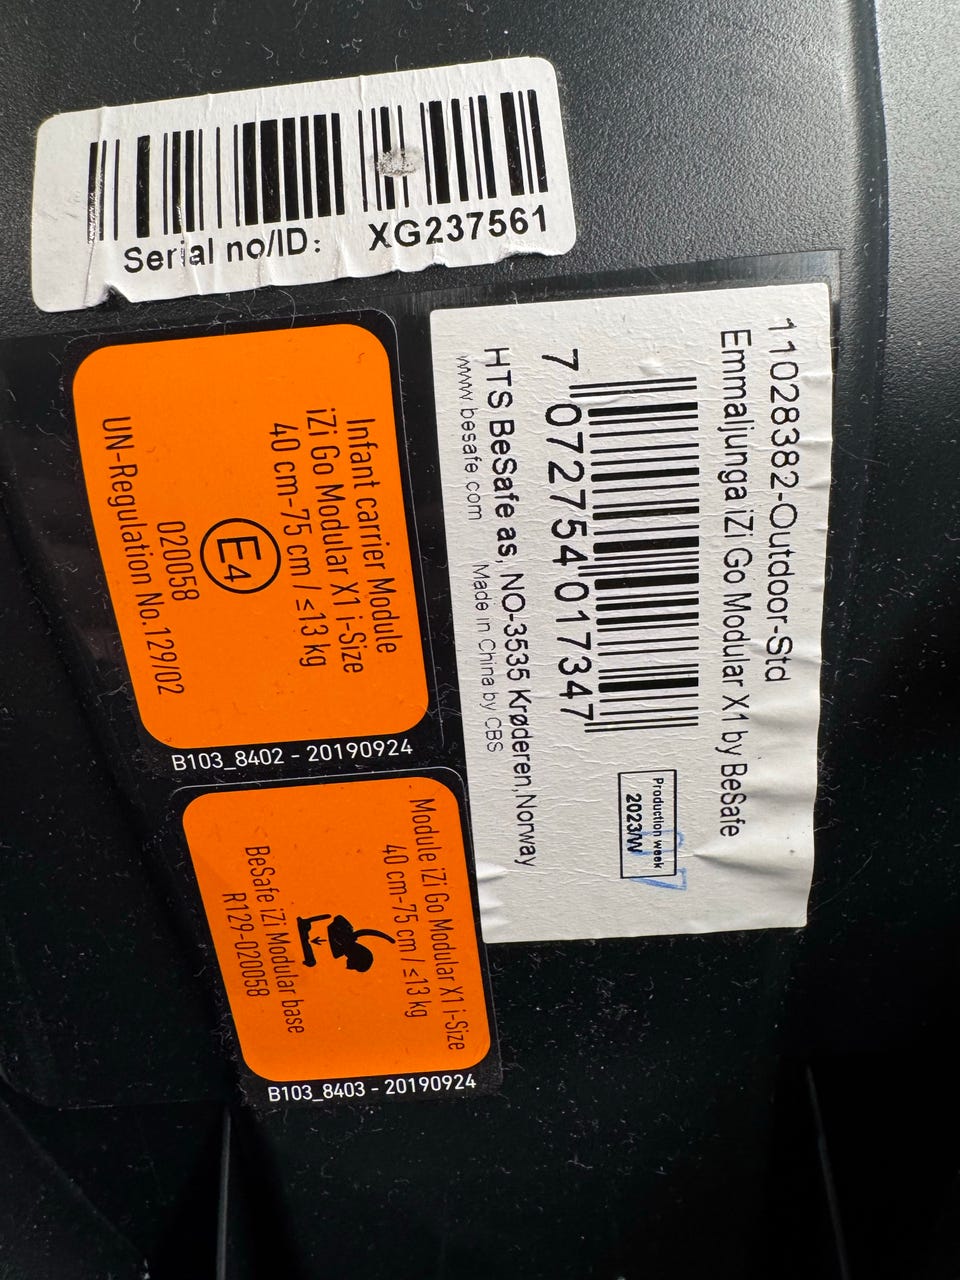 Serial no/ID: XG237561
11028382-Outdoor-Std
Emmaljunga iZi Go Modular X1 by BeSafe
7 072754 017347
Production week
2023/W
HTS BeSafe as, NO-3535 Krøderen,Norway
www.besafe.com Made in China by CBS
Infant carrier Module
iZi Go Modular X1 i-Size
40 cm-75 cm / ≤13 kg
E4
020058
UN-Regulation No.129/02
B103_8402 - 20190924
Module iZi Go Modular X1 i-Size
40 cm-75 cm / ≤13 kg
BeSafe iZi Modular base
R129-020058
B103_8403 - 20190924